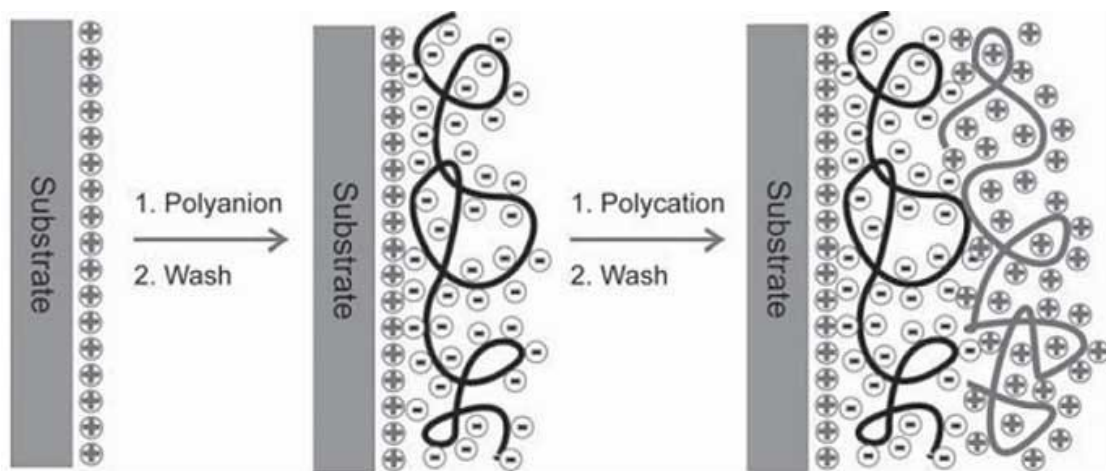 Substrate
1. Polyanion
2. Wash
Substrate
1. Polycation
2. Wash
Substrate